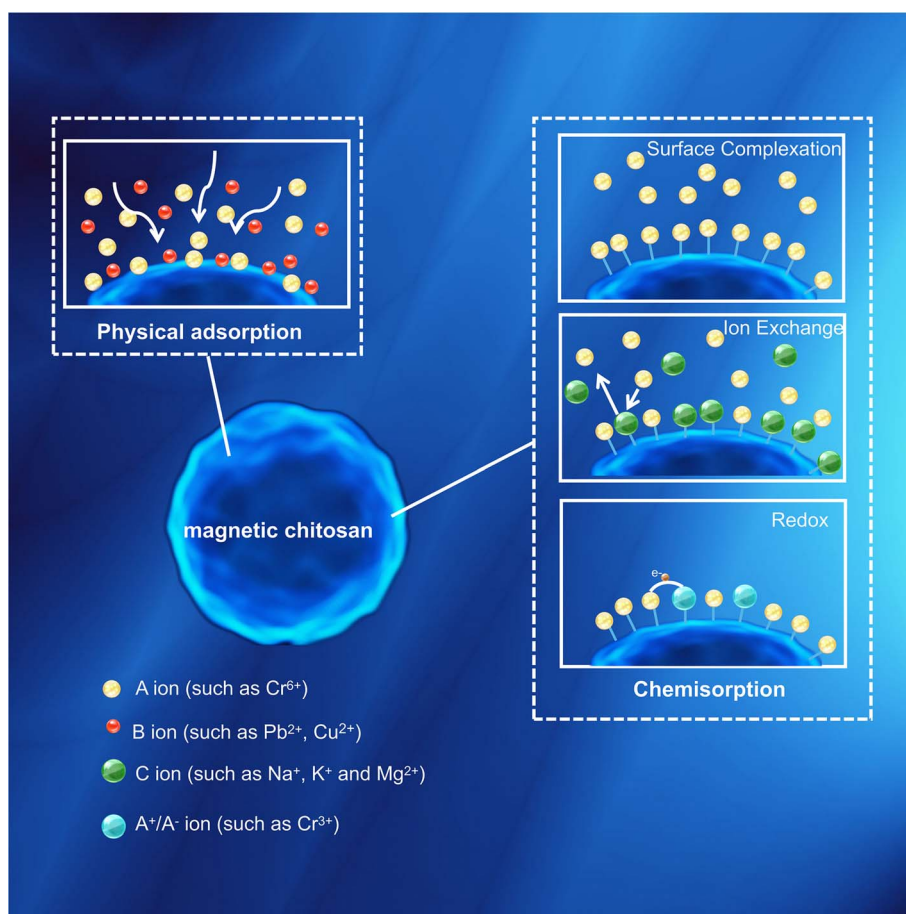 Surface Complexation
Physical adsorption
Ion Exchange
magnetic chitosan
Redox
e-
Chemisorption
A ion (such as Cr⁶⁺)
B ion (such as Pb²⁺, Cu²⁺)
C ion (such as Na⁺, K⁺ and Mg²⁺)
A⁺/A⁻ ion (such as Cr³⁺)